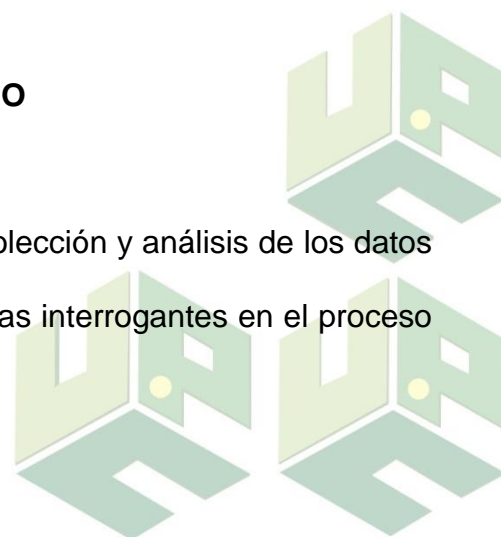 O
olección y análisis de los datos
as interrogantes en el proceso